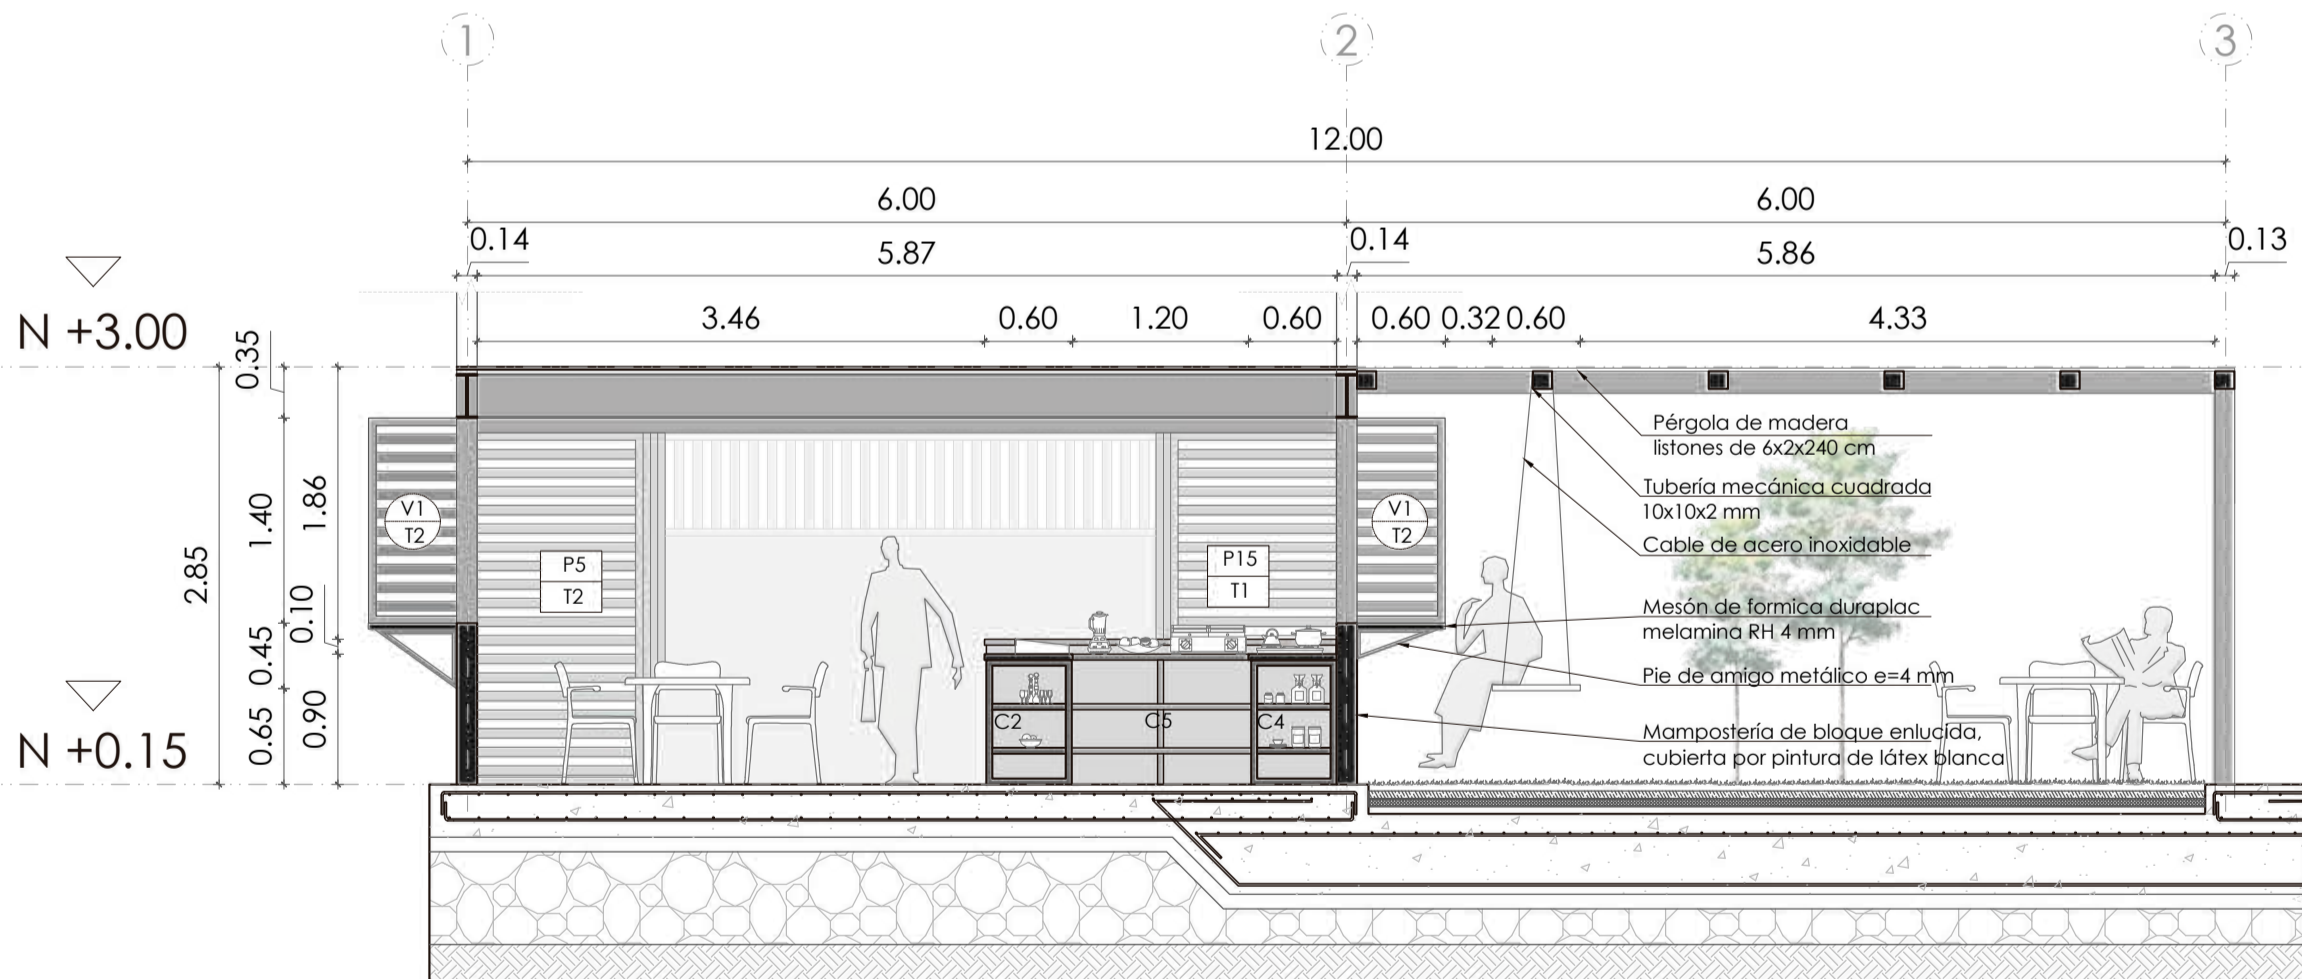 1 2 3
12.00
6.00 6.00
0.14 5.87 0.14 5.86 0.13
3.46 0.60 1.20 0.60 0.60 0.32 0.60 4.33
N +3.00
0.35
1.40
1.86
2.85
0.10
0.45
0.65
0.90
N +0.15
V1
T2
P5
T2
P15
T1
V1
T2
C2 C5 C4
Pérgola de madera
listones de 6x2x240 cm
Tubería mecánica cuadrada
10x10x2 mm
Cable de acero inoxidable
Mesón de formica duraplac
melamina RH 4 mm
Pie de amigo metálico e=4 mm
Mampostería de bloque enlucida,
cubierta por pintura de látex blanca